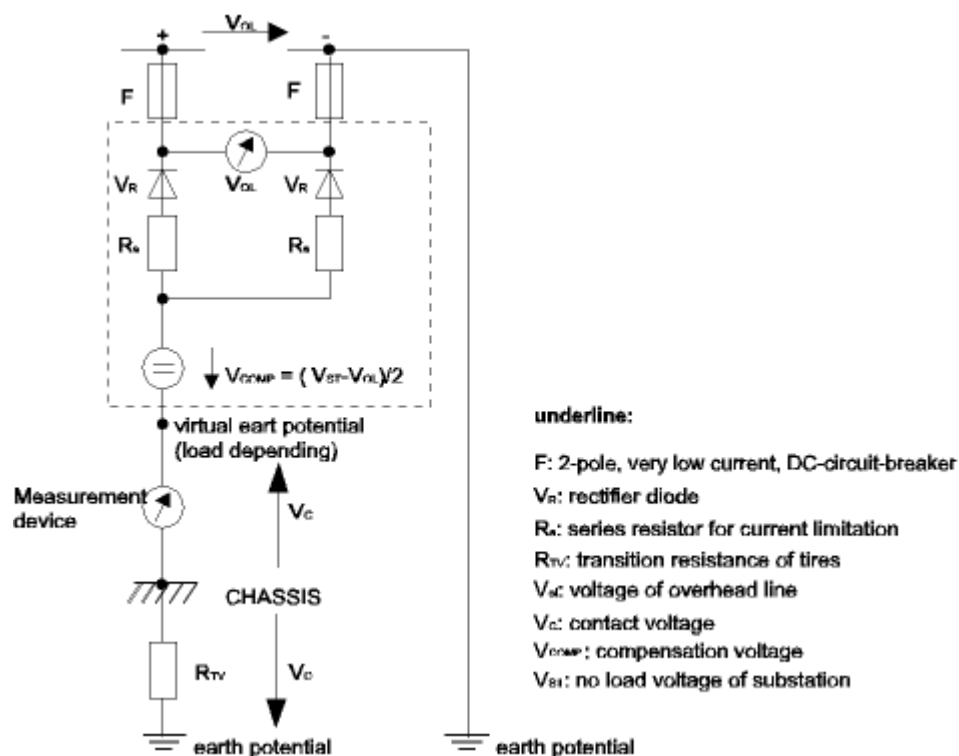 VOL
+
-
F
F
VR
VOL
VR
Rs
Rs
VCOMP = ( VST-VOL)/2
virtual eart potential
(load depending)
Measurement
device
VC
CHASSIS
RTV
VC
earth potential
earth potential
underline:
F: 2-pole, very low current, DC-circuit-breaker
VR: rectifier diode
Rs: series resistor for current limitation
RTV: transition resistance of tires
: voltage of overhead line
VC: contact voltage
VCOMP: compensation voltage
VST: no load voltage of substation